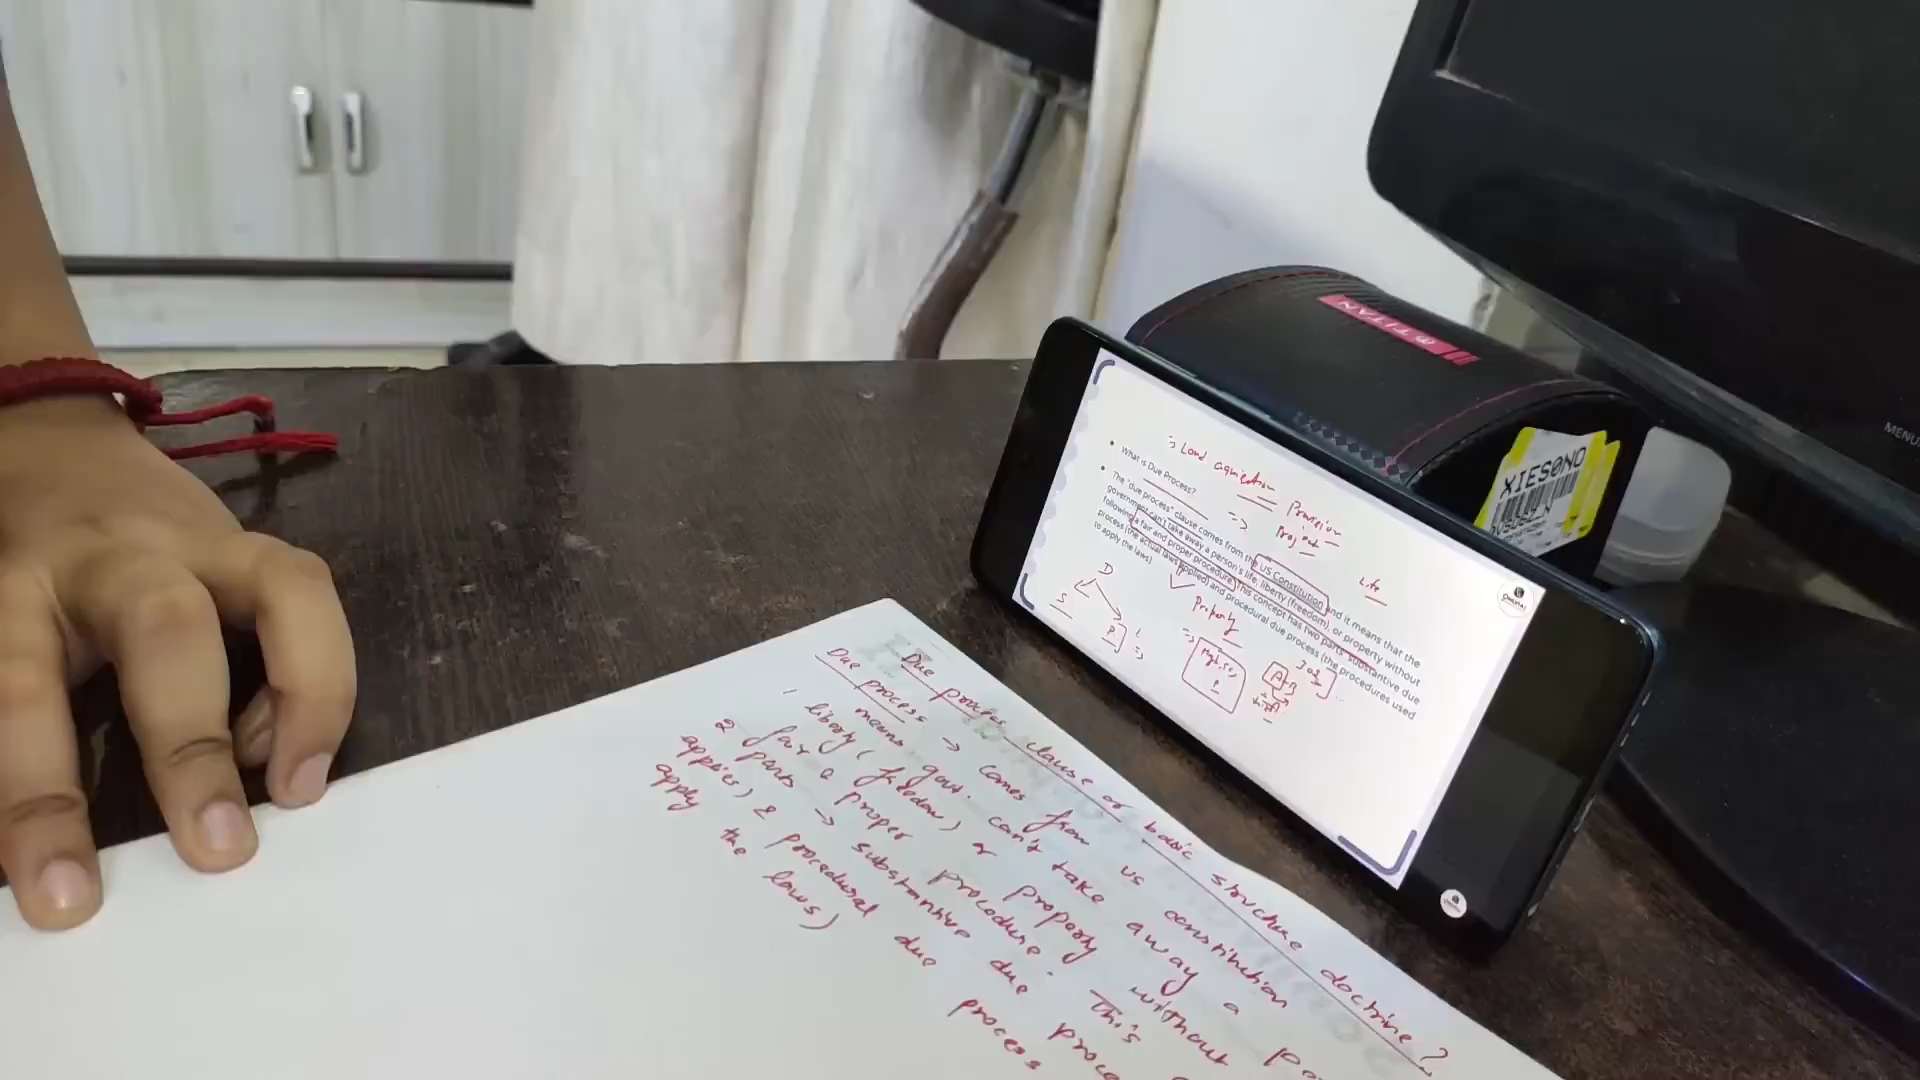 TITAN
MENU
XIES0NO
⇒ Land aquisition Provision
⇒ Project
Life
• What is Due Process?
• The "due process" clause comes from the US Constitution and it means that the
government can't take away a person's life, liberty (freedom), or property without
following a fair and proper procedure. This concept has two parts substantive due
process (the actual laws applied) and procedural due process (the procedures used
to apply the laws)
D
S
P
Property
Due process clause or basic structure doctrine?
Due process → comes from US constitution
means govt. can't take away a
liberty (freedom) or property without
fair & proper procedure. This
2 parts → substantive due
applies) & procedural due process
apply the laws)